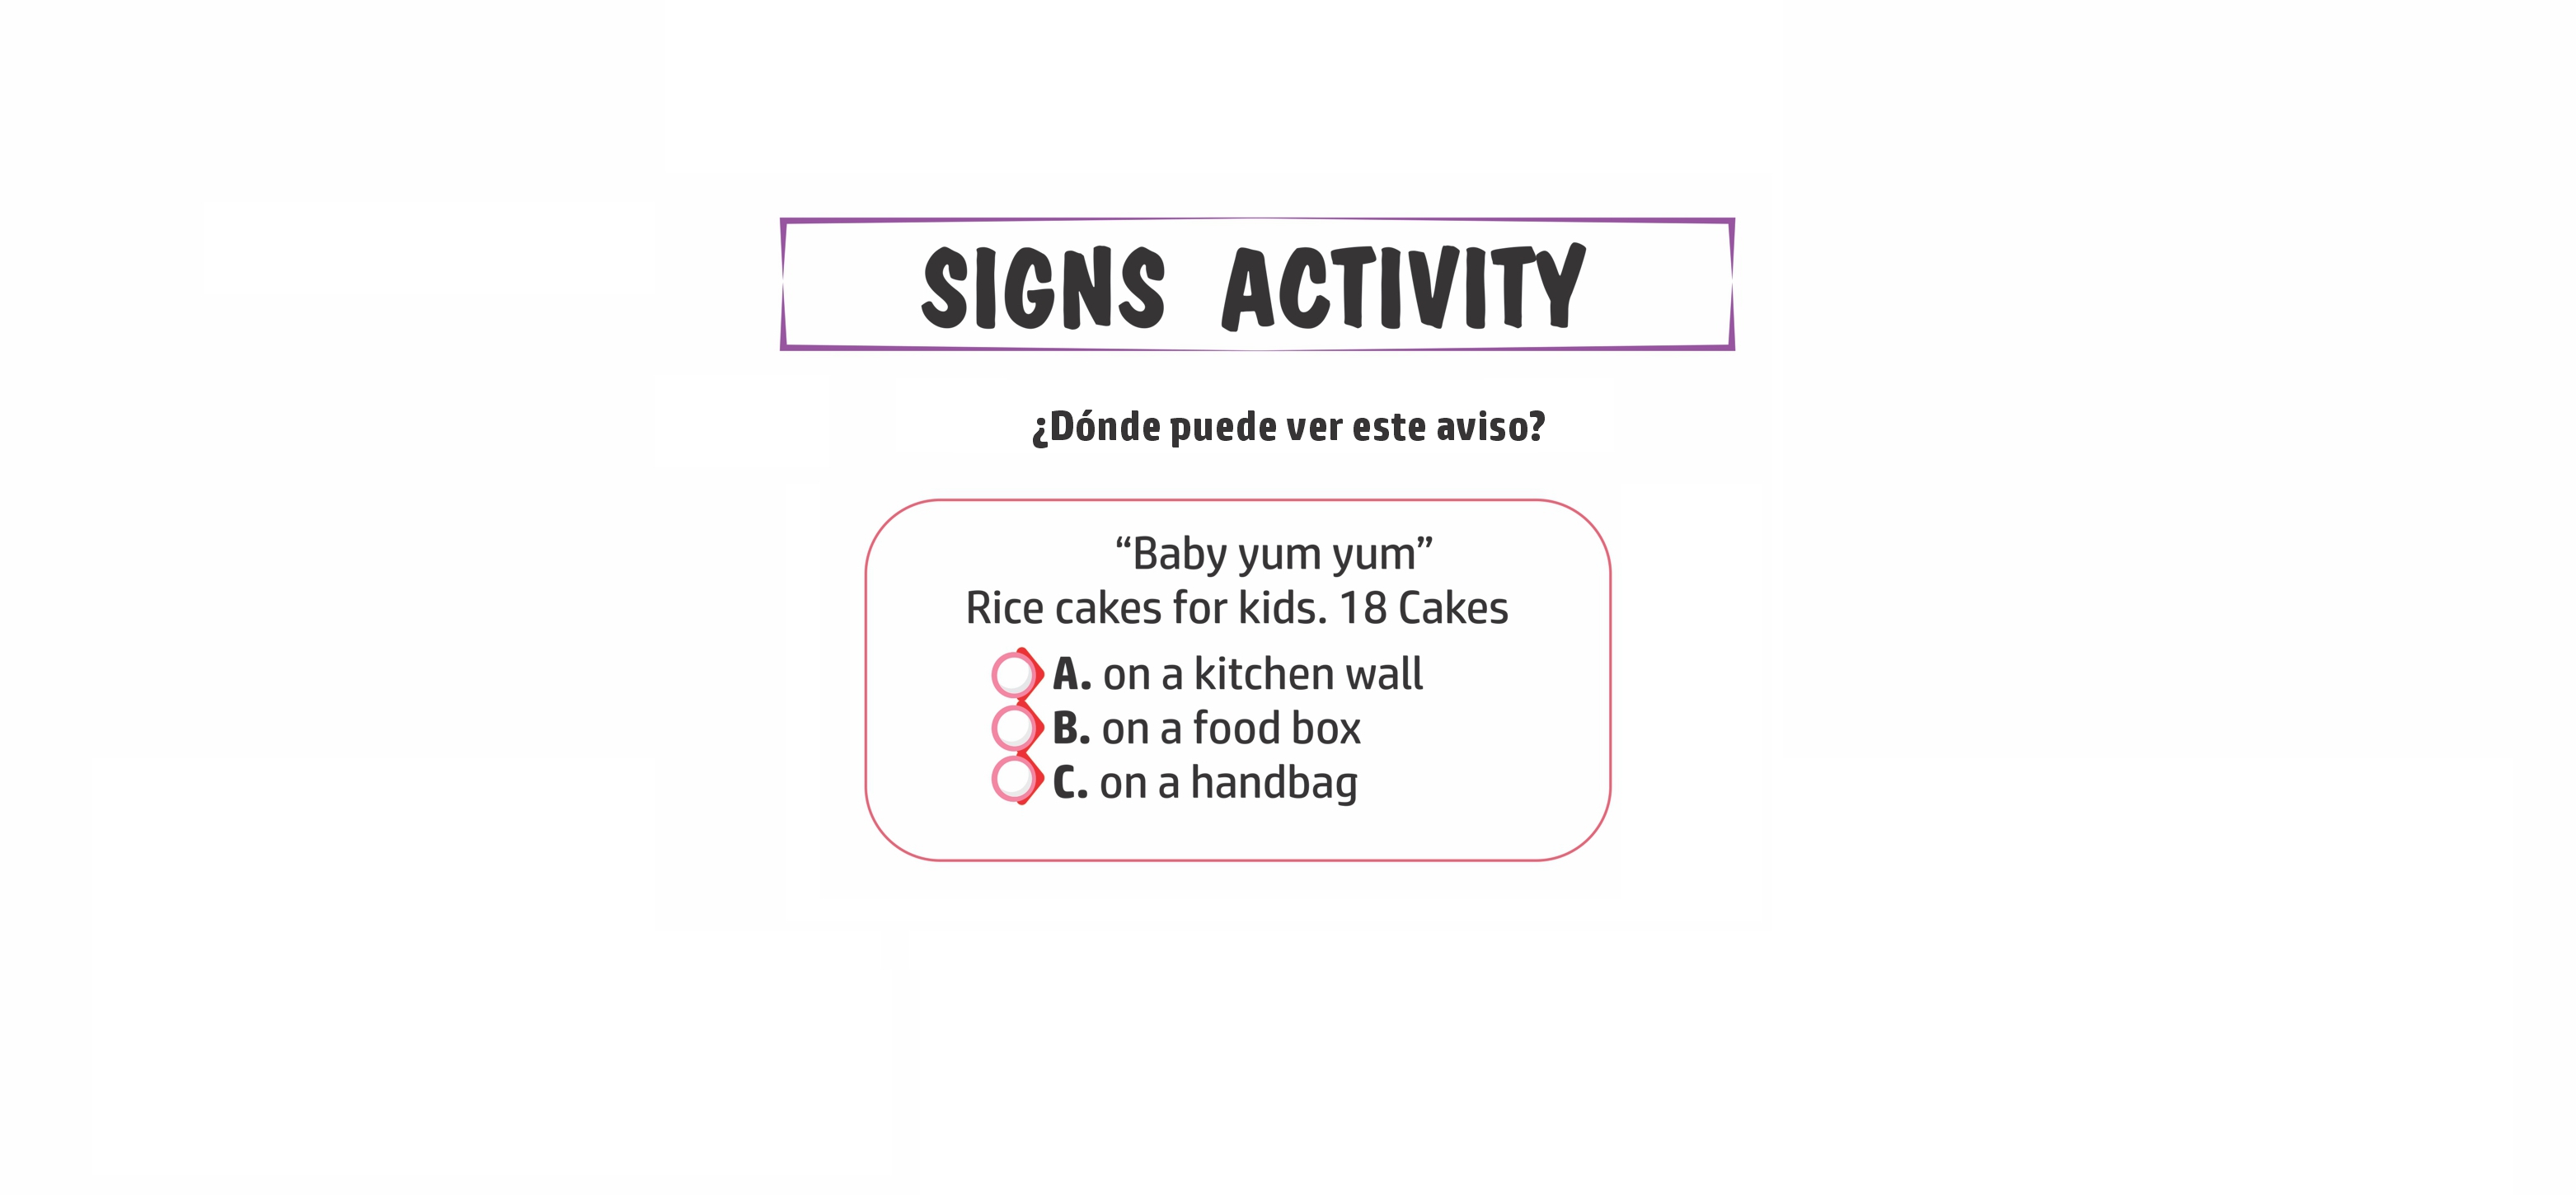 SIGNS ACTIVITY
¿Dónde puede ver este aviso?
“Baby yum yum”
Rice cakes for kids. 18 Cakes
A. on a kitchen wall
B. on a food box
C. on a handbag